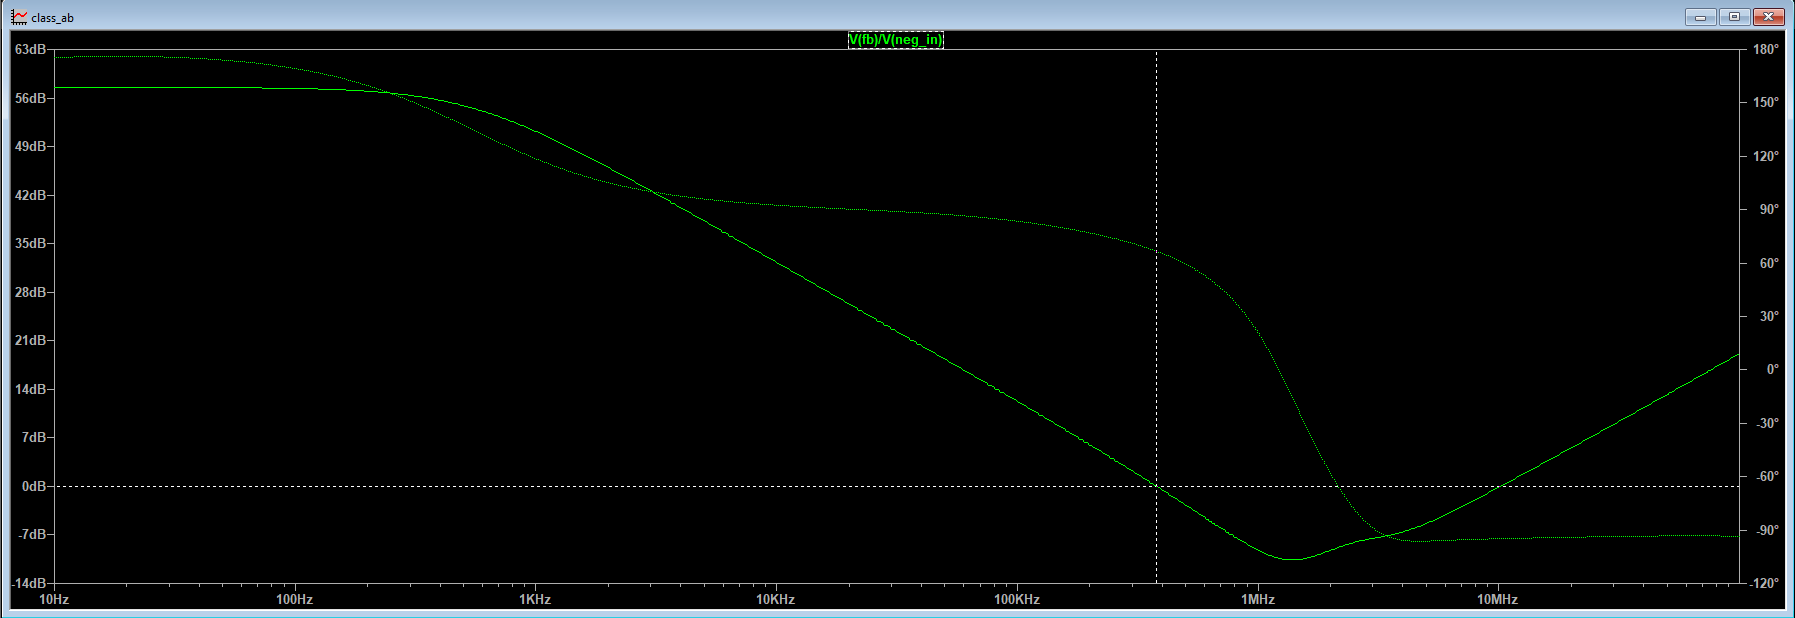 class_ab
V(fb)/V(neg_in)
63dB 180°
56dB 150°
49dB 120°
42dB 90°
35dB 60°
28dB 30°
21dB 0°
14dB -30°
7dB -60°
0dB -90°
-7dB -120°
-14dB
10Hz 100Hz 1KHz 10KHz 100KHz 1MHz 10MHz